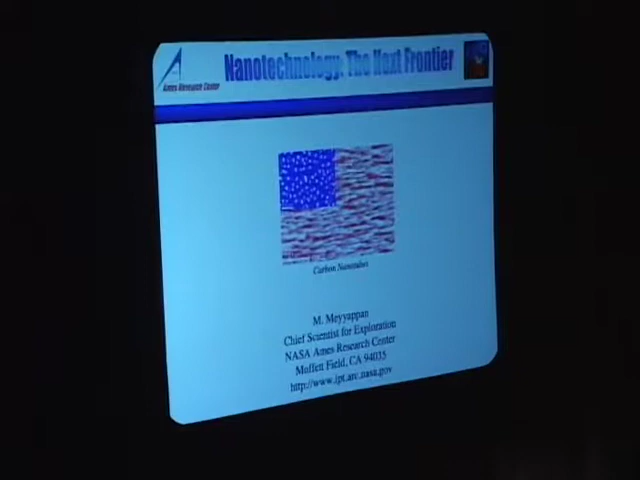 Nanotechnology: The Next Frontier
Ames Research Center
Carbon Nanotubes
M. Meyyappan
Chief Scientist for Exploration
NASA Ames Research Center
Moffett Field, CA 94035
http://www.ipt.arc.nasa.gov